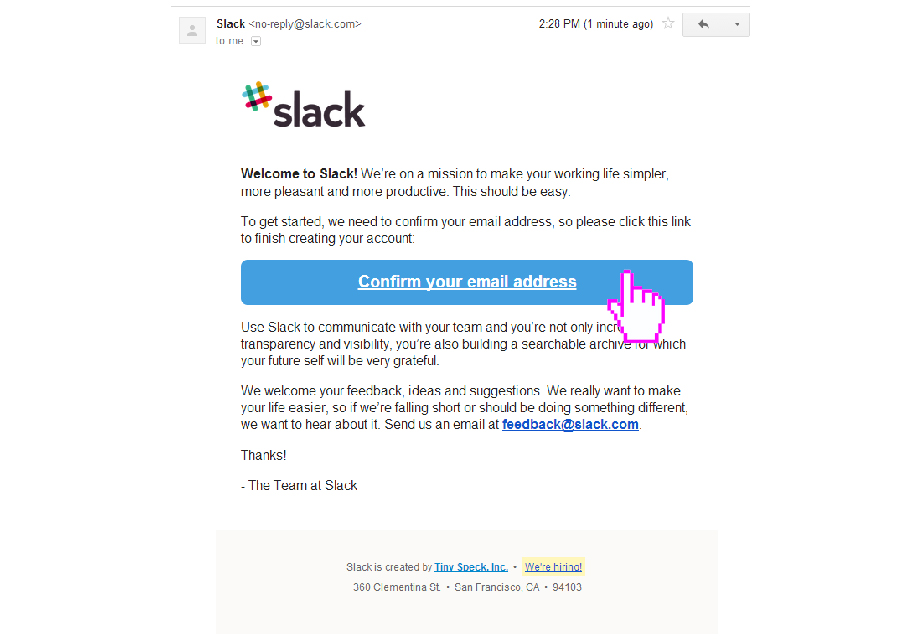 Slack <no-reply@slack.com>
2:28 PM (1 minute ago)
to me
slack
Welcome to Slack! We're on a mission to make your working life simpler,
more pleasant and more productive. This should be easy.
To get started, we need to confirm your email address, so please click this link
to finish creating your account:
Confirm your email address
Use Slack to communicate with your team and you're not only
transparency and visibility, you're also building a searchable archive for which
your future self will be very grateful.
We welcome your feedback, ideas and suggestions. We really want to make
your life easier, so if we're falling short or should be doing something different,
we want to hear about it. Send us an email at feedback@slack.com.
Thanks!
- The Team at Slack
Slack is created by Tiny Speck, Inc. • We're hiring!
360 Clementina St. • San Francisco, CA • 94103